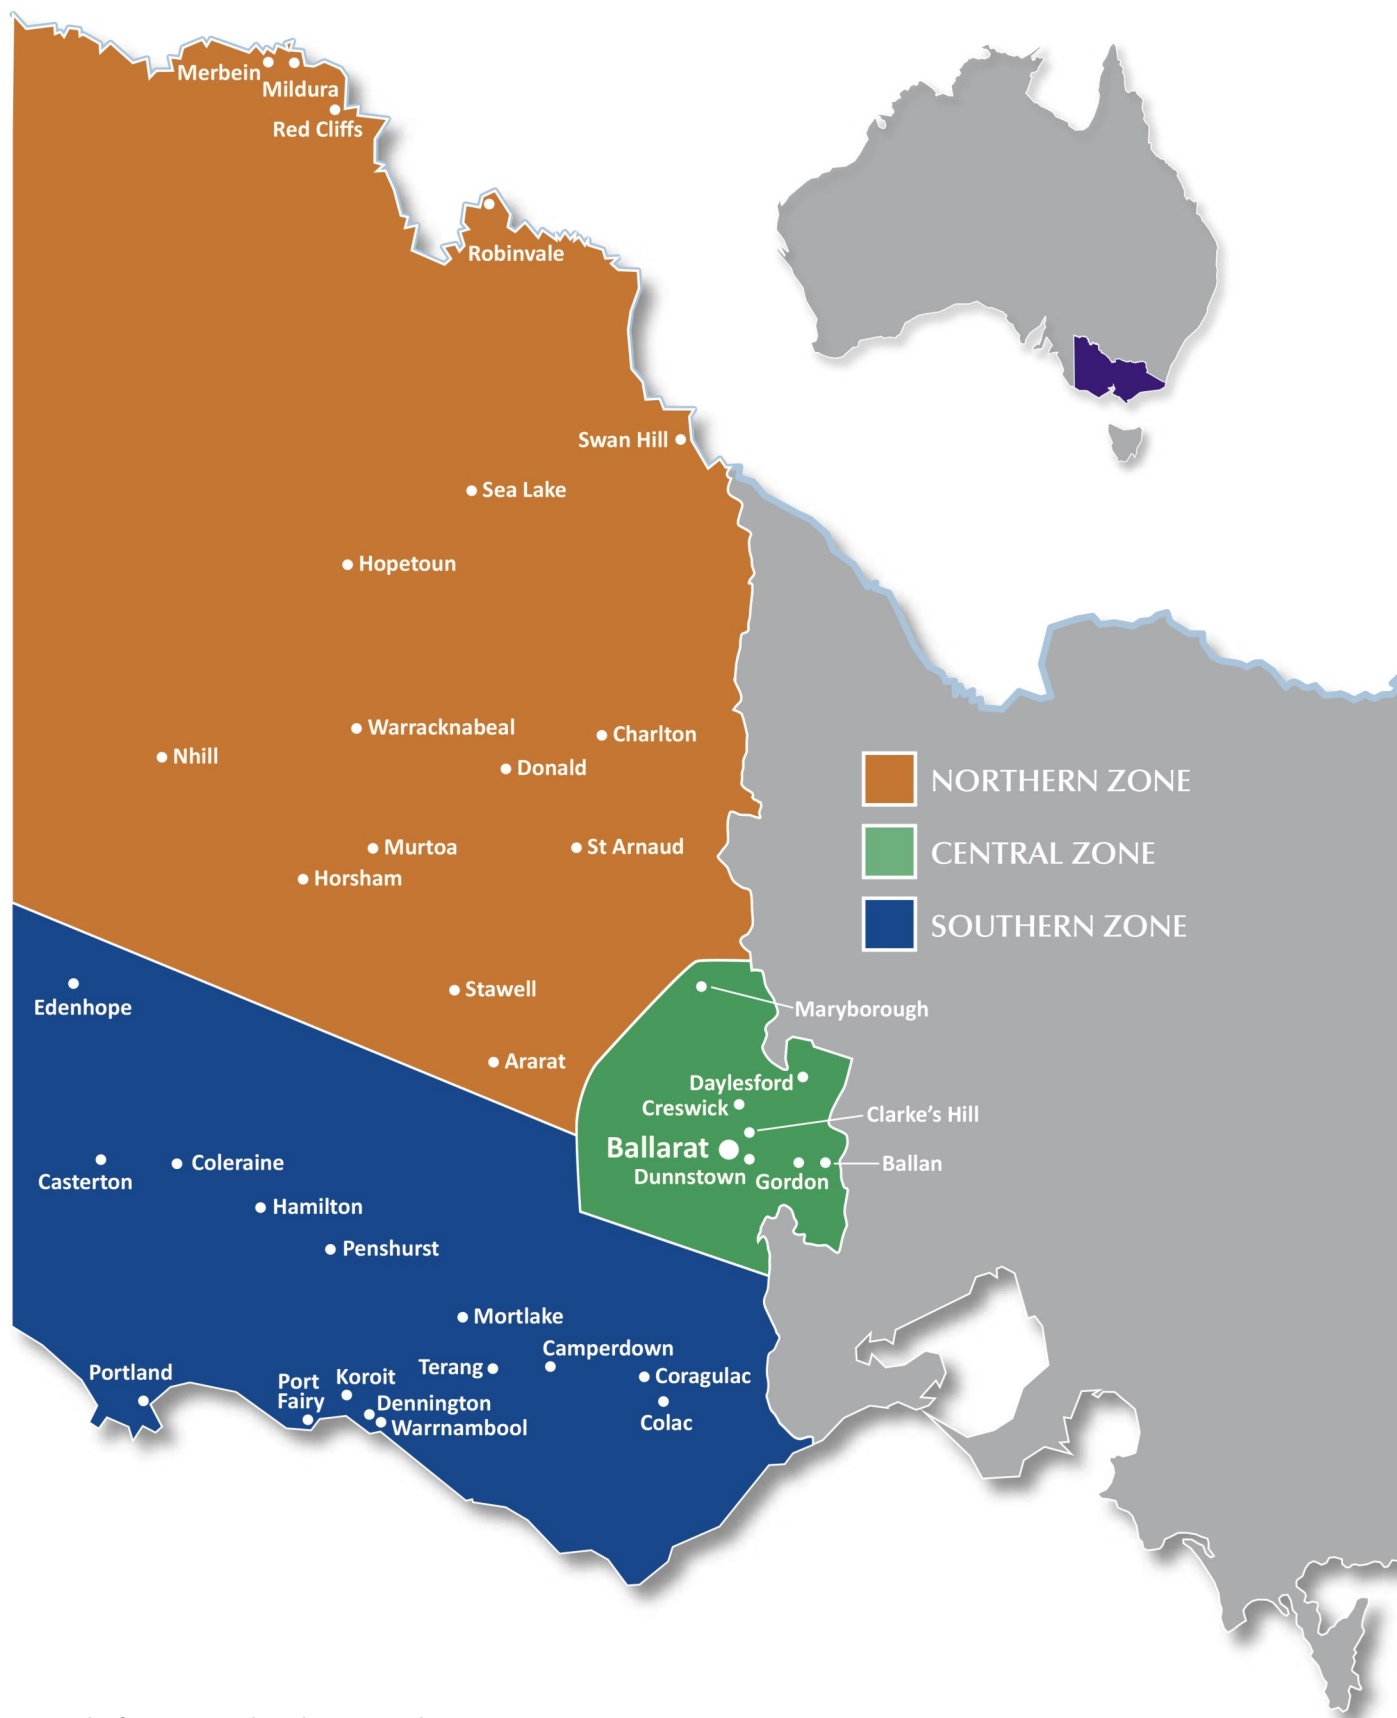 Merbein
Mildura
Red Cliffs
Robinvale
Swan Hill
Sea Lake
Hopetoun
Warracknabeal
Charlton
Nhill
Donald
NORTHERN ZONE
Murtoa
St Arnaud
CENTRAL ZONE
Horsham
SOUTHERN ZONE
Stawell
Edenhope
Maryborough
Ararat
Daylesford
Creswick
Clarke's Hill
Ballarat
Coleraine
Ballan
Casterton
Dunnstown
Gordon
Hamilton
Penshurst
Mortlake
Camperdown
Portland
Terang
Coragulac
Koroit
Port
Fairy
Dennington
Warrnambool
Colac